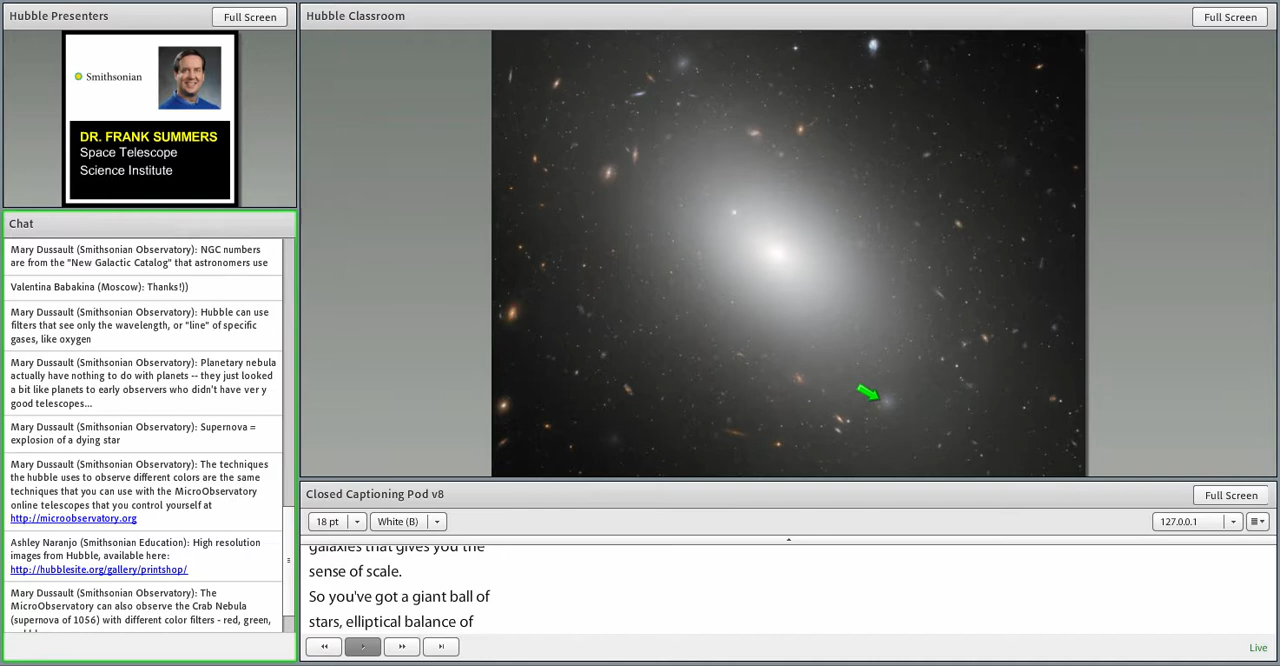 Hubble Presenters
Full Screen
Smithsonian
DR. FRANK SUMMERS
Space Telescope
Science Institute
Chat
Mary Dussault (Smithsonian Observatory): NGC numbers
are from the "New Galactic Catalog" that astronomers use
Valentina Babakina (Moscow): Thanks!))
Mary Dussault (Smithsonian Observatory): Hubble can use
filters that see only the wavelength, or "line" of specific
gases, like oxygen
Mary Dussault (Smithsonian Observatory): Planetary nebula
actually have nothing to do with planets -- they just looked
a bit like planets to early observers who didn't have ver y
good telescopes...
Mary Dussault (Smithsonian Observatory): Supernova =
explosion of a dying star
Mary Dussault (Smithsonian Observatory): The techniques
the hubble uses to observe different colors are the same
techniques that you can use with the MicroObservatory
online telescopes that you control yourself at
http://microobservatory.org
Ashley Naranjo (Smithsonian Education): High resolution
images from Hubble, available here:
http://hubblesite.org/gallery/printshop/
Mary Dussault (Smithsonian Observatory): The
MicroObservatory can also observe the Crab Nebula
(supernova of 1056) with different color filters - red, green,
Hubble Classroom
Full Screen
Closed Captioning Pod v8
Full Screen
18 pt
White (B)
127.0.0.1
galaxies that gives you the
sense of scale.
So you've got a giant ball of
stars, elliptical balance of
Live